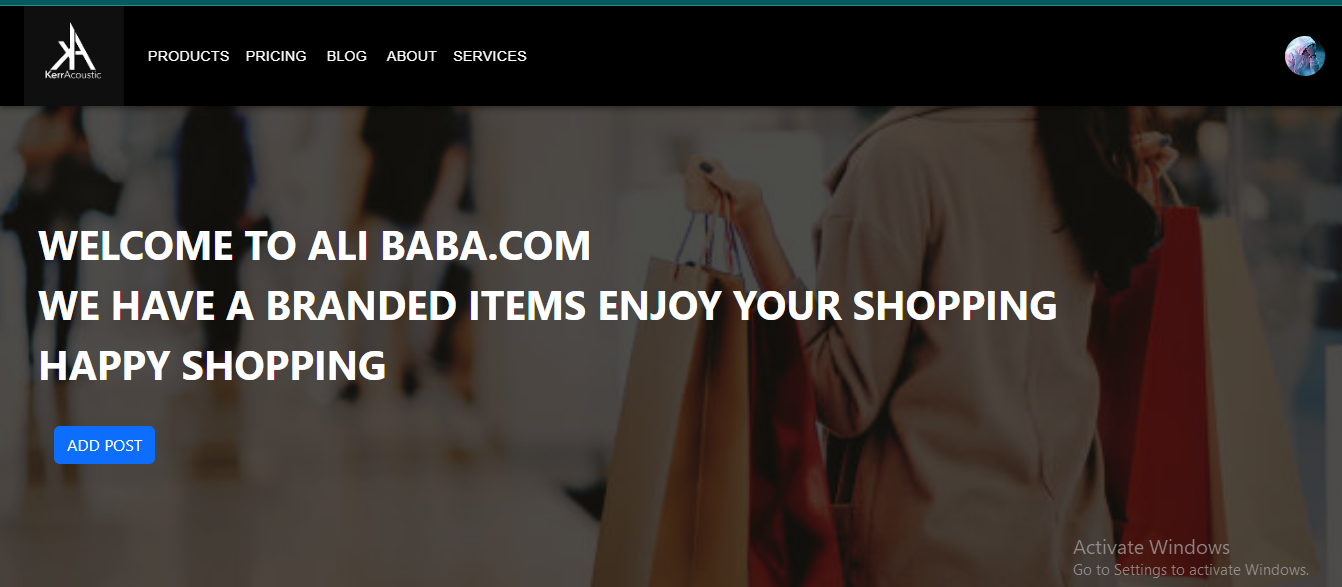 KerrAcoustic
PRODUCTS PRICING BLOG ABOUT SERVICES
WELCOME TO ALI BABA.COM
WE HAVE A BRANDED ITEMS ENJOY YOUR SHOPPING
HAPPY SHOPPING
ADD POST
Activate Windows
Go to Settings to activate Windows.